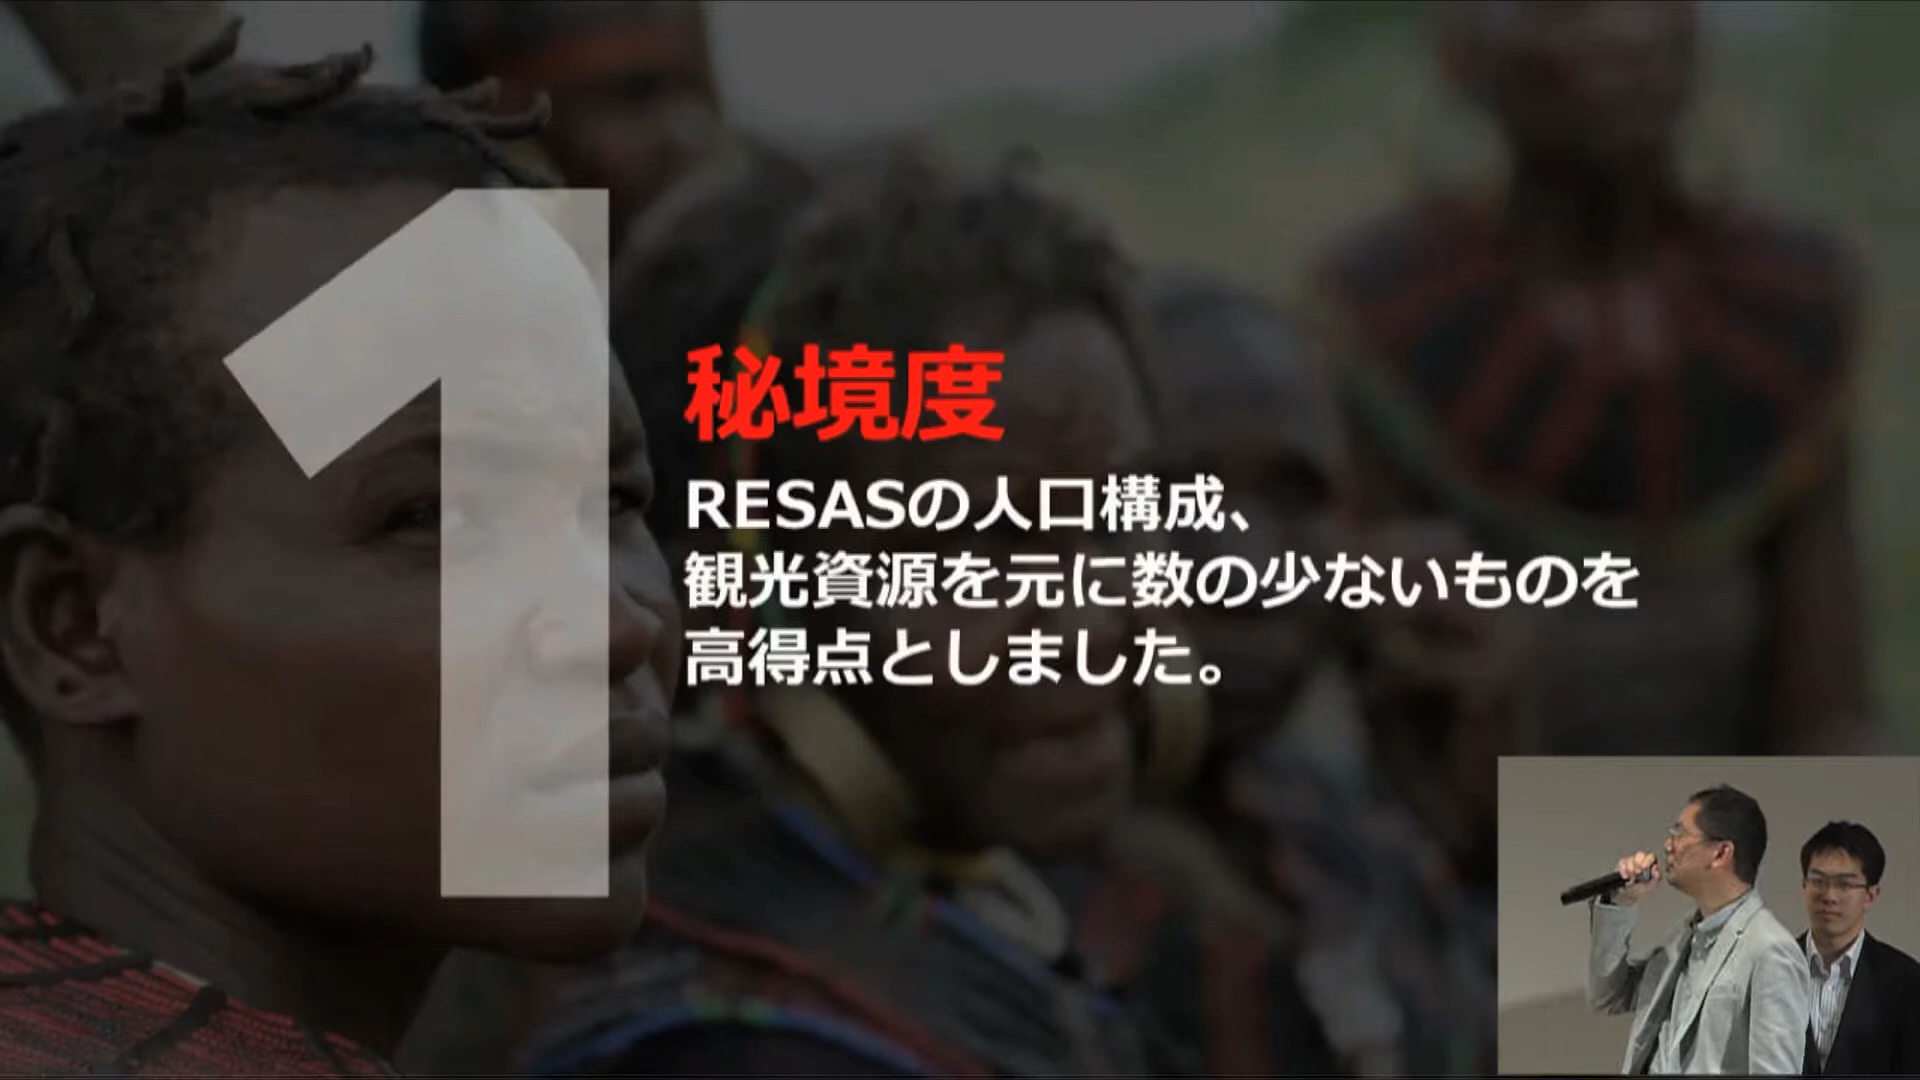 1
秘境度
RESASの人口構成、
観光資源を元に数の少ないものを
高得点としました。